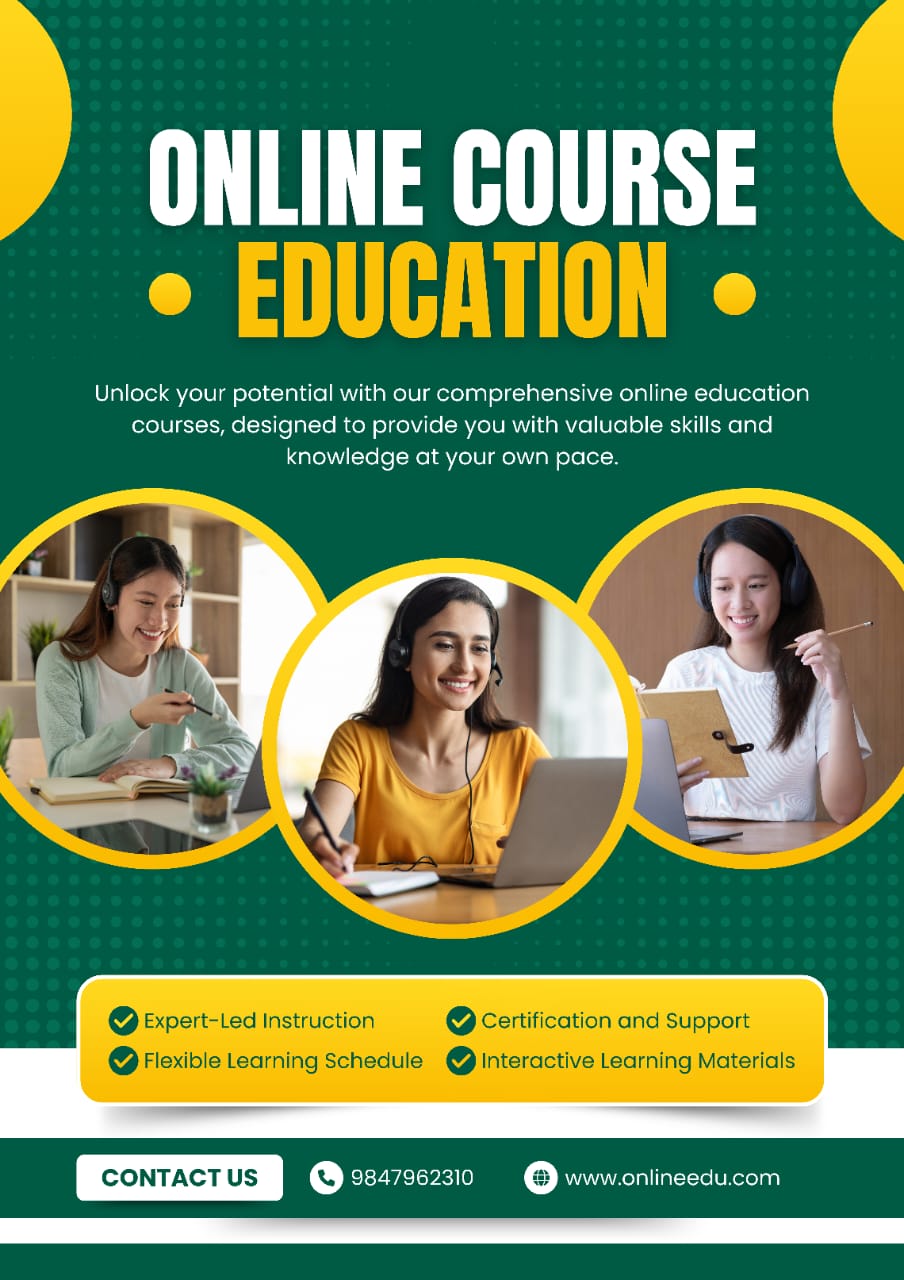 ONLINE COURSE
EDUCATION
Unlock your potential with our comprehensive online education
courses, designed to provide you with valuable skills and
knowledge at your own pace.
Expert-Led Instruction
Flexible Learning Schedule
Certification and Support
Interactive Learning Materials
CONTACT US
9847962310
www.onlineedu.com